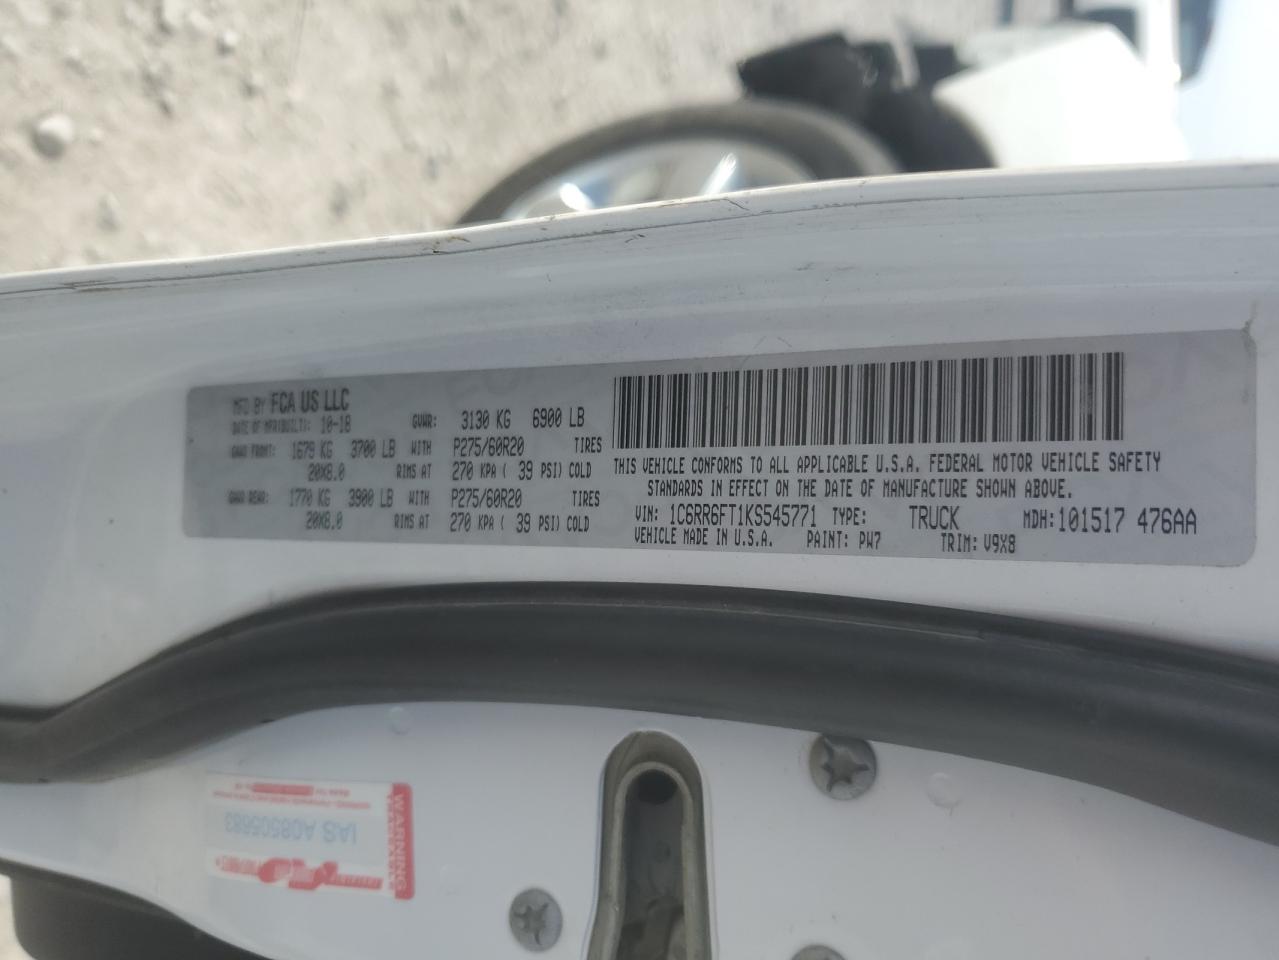 MFD BY FCA US LLC
DATE OF MFR(BUILT): 10-18 GVWR: 3130 KG 6900 LB
GAWR FRONT: 1679 KG 3700 LB WITH P275/60R20 TIRES
20X8.0 RIMS AT 270 KPA ( 39 PSI) COLD
GAWR REAR: 1770 KG 3900 LB WITH P275/60R20 TIRES
20X8.0 RIMS AT 270 KPA ( 39 PSI) COLD
THIS VEHICLE CONFORMS TO ALL APPLICABLE U.S.A. FEDERAL MOTOR VEHICLE SAFETY
STANDARDS IN EFFECT ON THE DATE OF MANUFACTURE SHOWN ABOVE.
VIN: 1C6RR6FT1KS545771 TYPE: TRUCK MDH:101517 476AA
VEHICLE MADE IN U.S.A. PAINT: PW7 TRIM: V9X8
WARNING
IAS A08505683